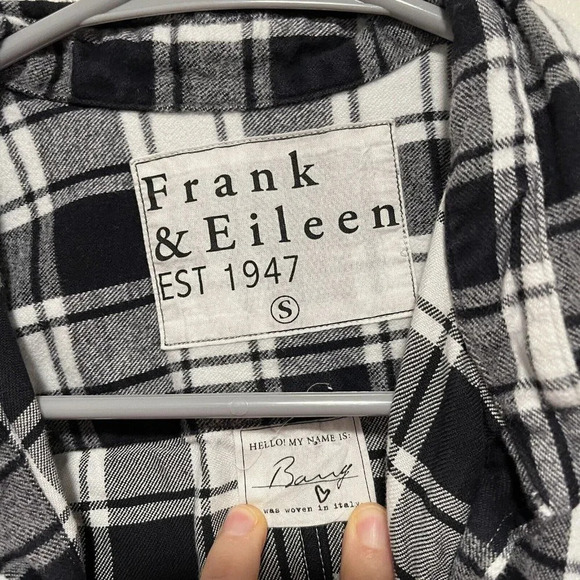 Frank
& Eileen
EST 1947
S
HELLO! MY NAME IS:
Barry
was woven in italy